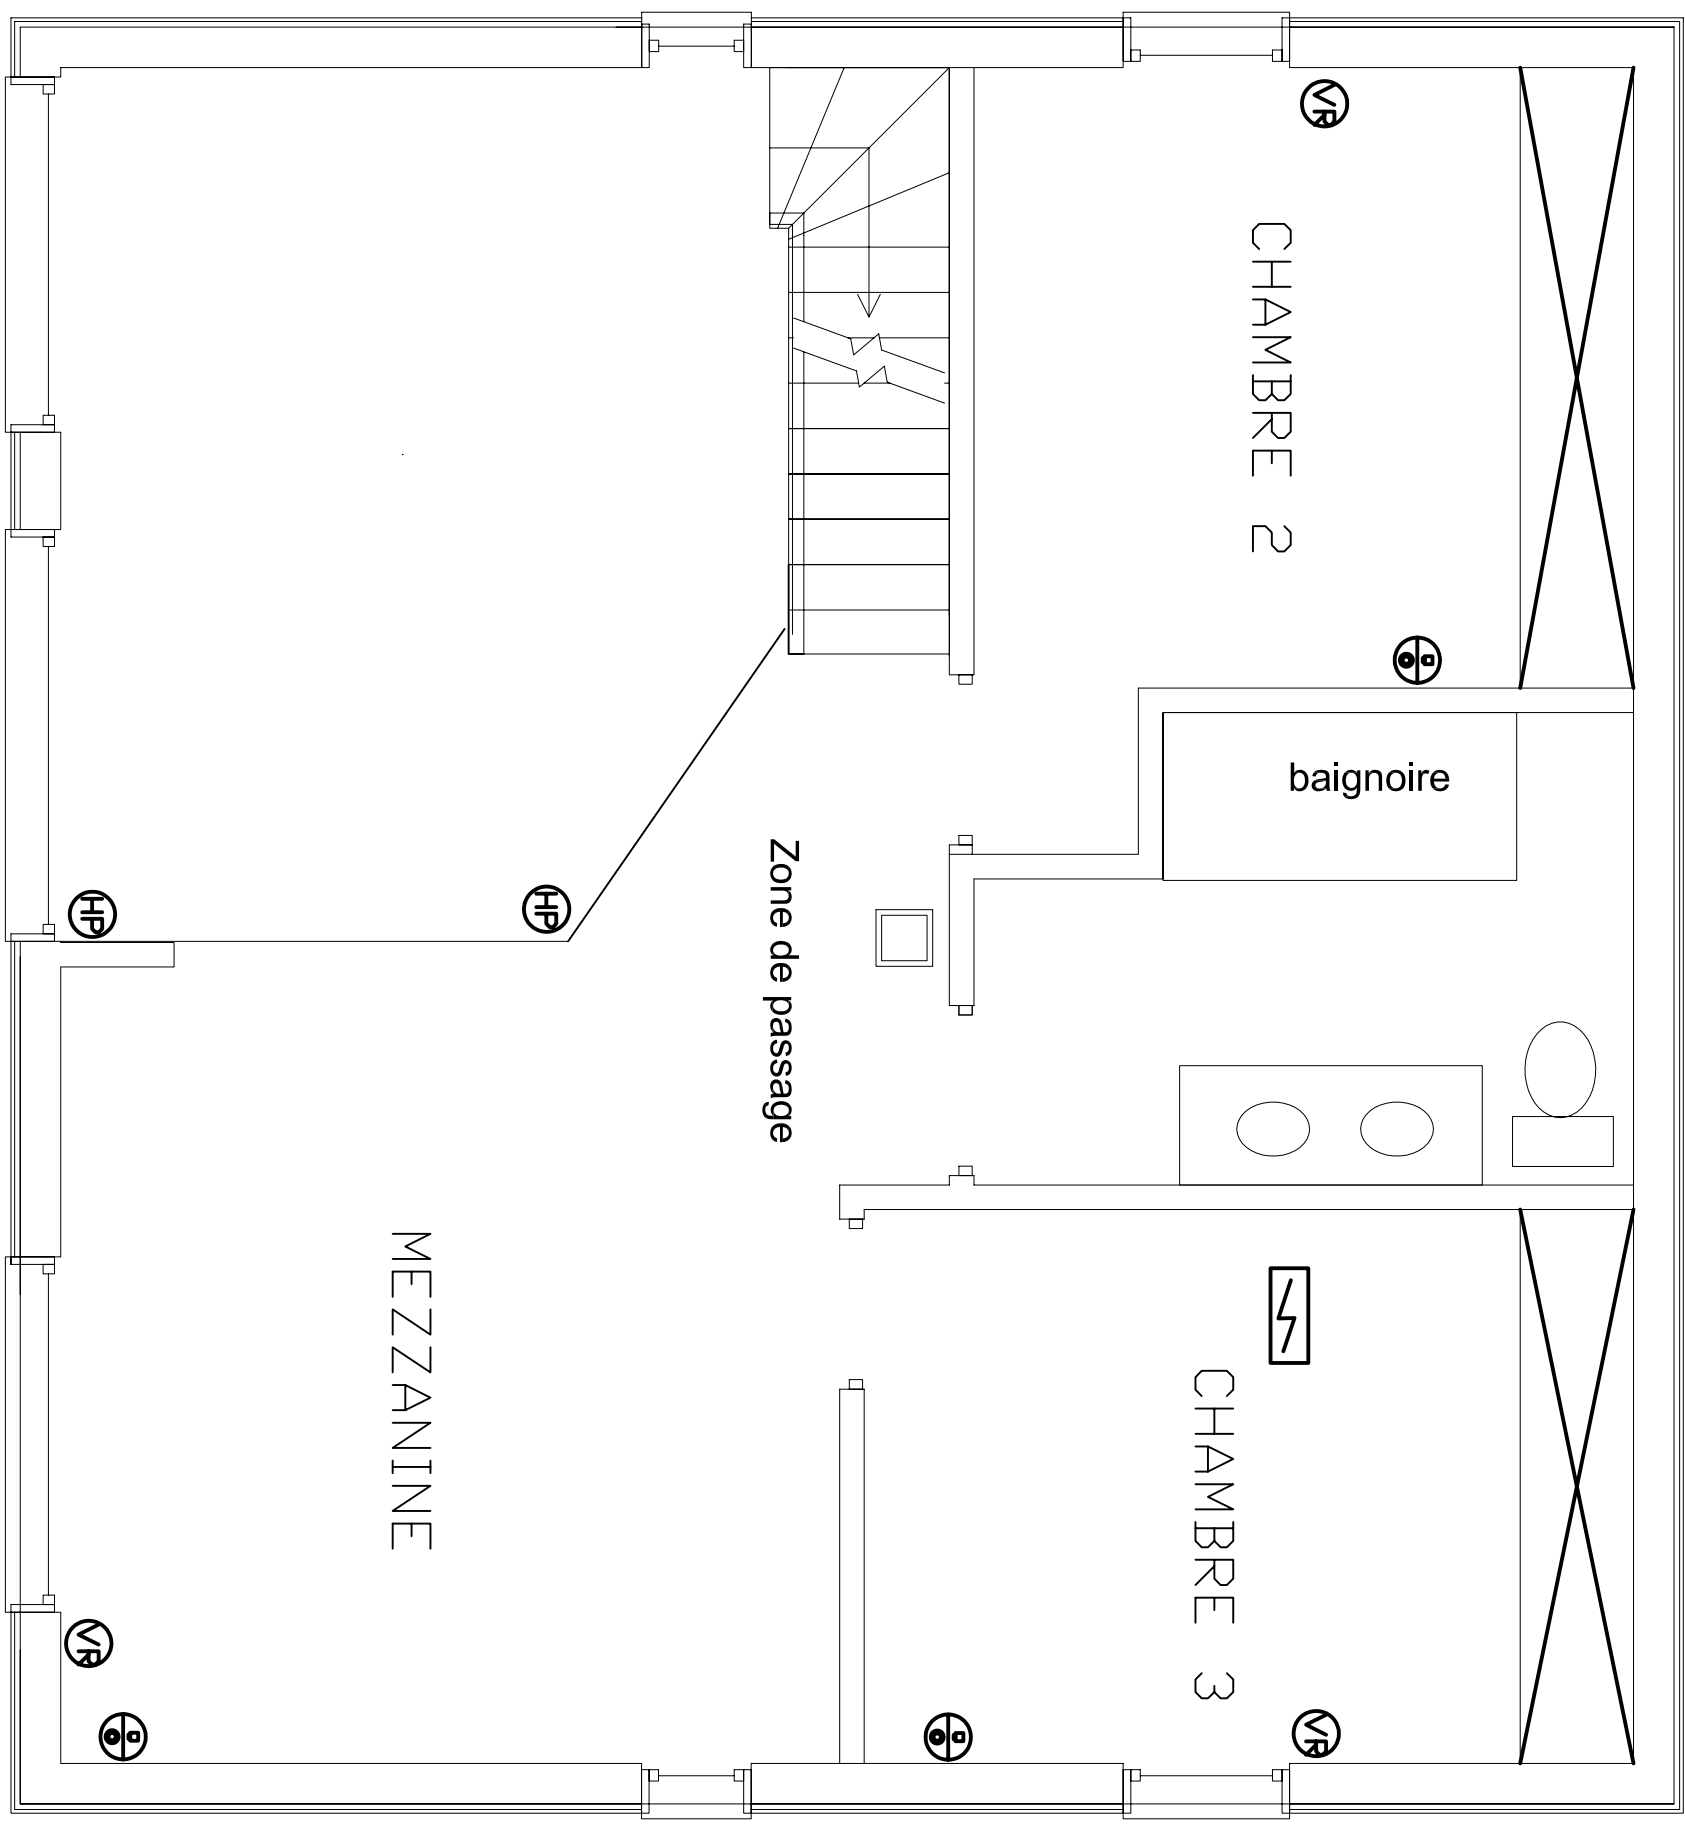 VR
CHAMBRE 2
baignoire
HP
HP
Zone de passage
MEZZANINE
CHAMBRE 3
VR
VR